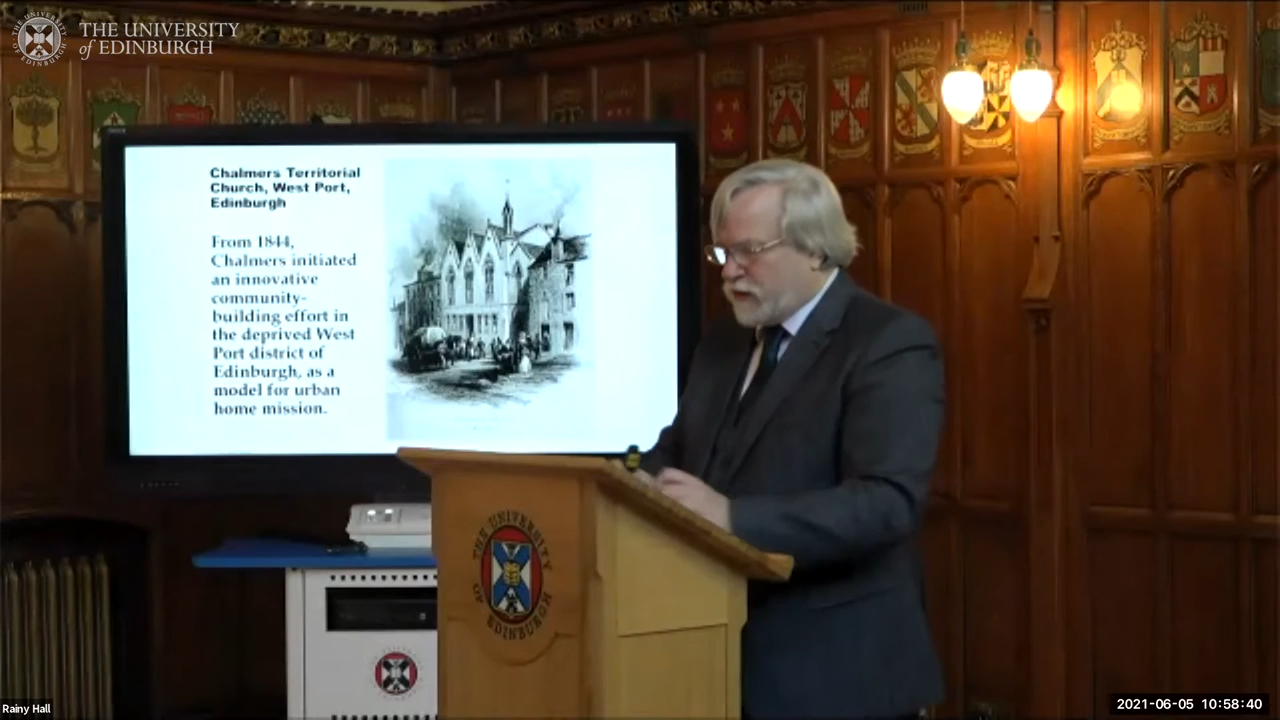 THE UNIVERSITY
of EDINBURGH
Chalmers Territorial
Church, West Port,
Edinburgh
From 1844,
Chalmers initiated
an innovative
community-
building effort in
the deprived West
Port district of
Edinburgh, as a
model for urban
home mission.
THE UNIVERSITY
OF EDINBURGH
Rainy Hall
2021-06-05 10:58:40